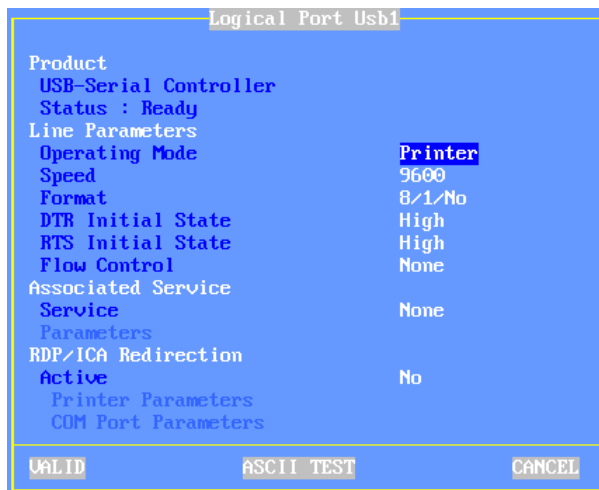 Logical Port Usb1
Product
USB-Serial Controller
Status : Ready
Line Parameters
Operating Mode Printer
Speed 9600
Format 8/1/No
DTR Initial State High
RTS Initial State High
Flow Control None
Associated Service
Service None
Parameters
RDP/ICA Redirection
Active No
Printer Parameters
COM Port Parameters
VALID ASCII TEST CANCEL